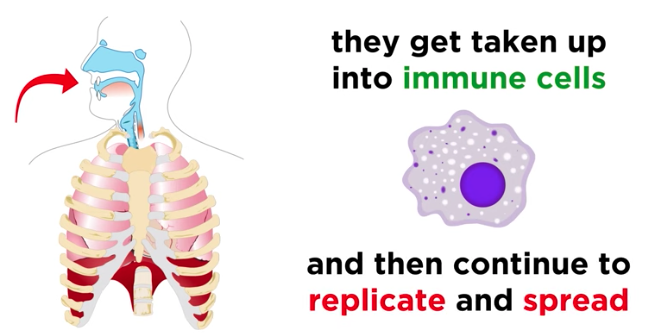 they get taken up
into immune cells
and then continue to
replicate and spread